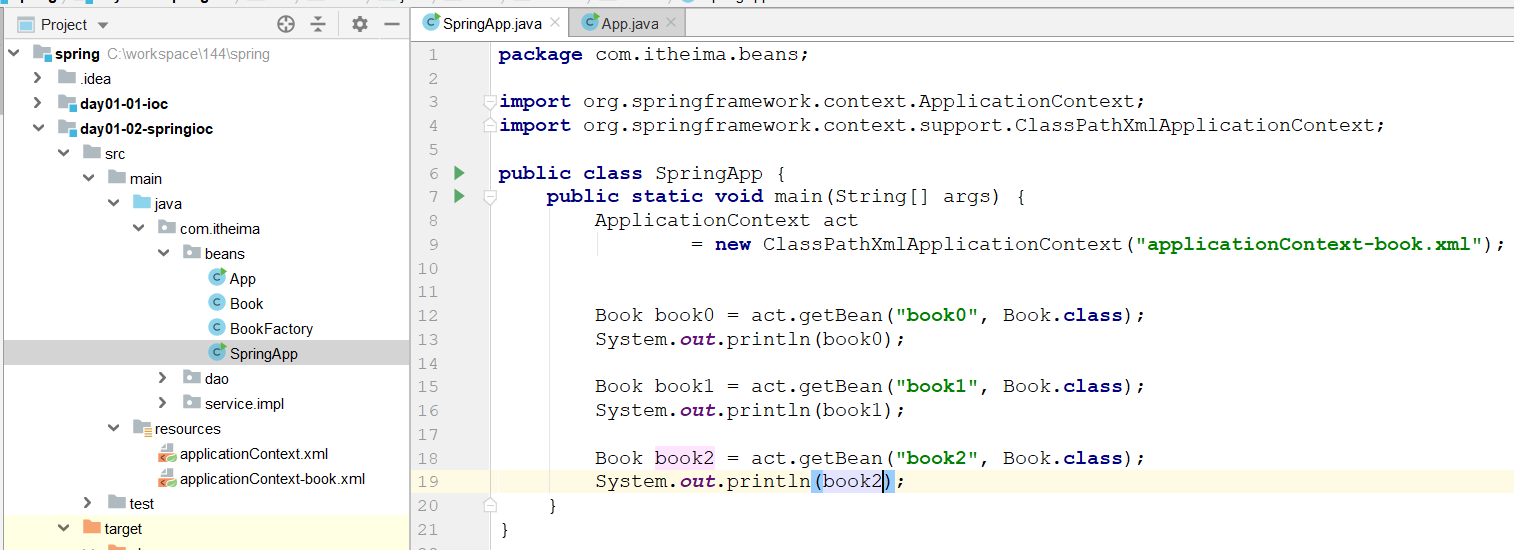 Project
spring C:\workspace\144\spring
.idea
day01-01-ioc
day01-02-springioc
src
main
java
com.itheima
beans
App
Book
BookFactory
SpringApp
dao
service.impl
resources
applicationContext.xml
applicationContext-book.xml
test
target
SpringApp.java
App.java
1 package com.itheima.beans;
2
3 import org.springframework.context.ApplicationContext;
4 import org.springframework.context.support.ClassPathXmlApplicationContext;
5
6 public class SpringApp {
7 public static void main(String[] args) {
8 ApplicationContext act
9 = new ClassPathXmlApplicationContext("applicationContext-book.xml");
10
11
12 Book book0 = act.getBean("book0", Book.class);
13 System.out.println(book0);
14
15 Book book1 = act.getBean("book1", Book.class);
16 System.out.println(book1);
17
18 Book book2 = act.getBean("book2", Book.class);
19 System.out.println(book2);
20 }
21 }